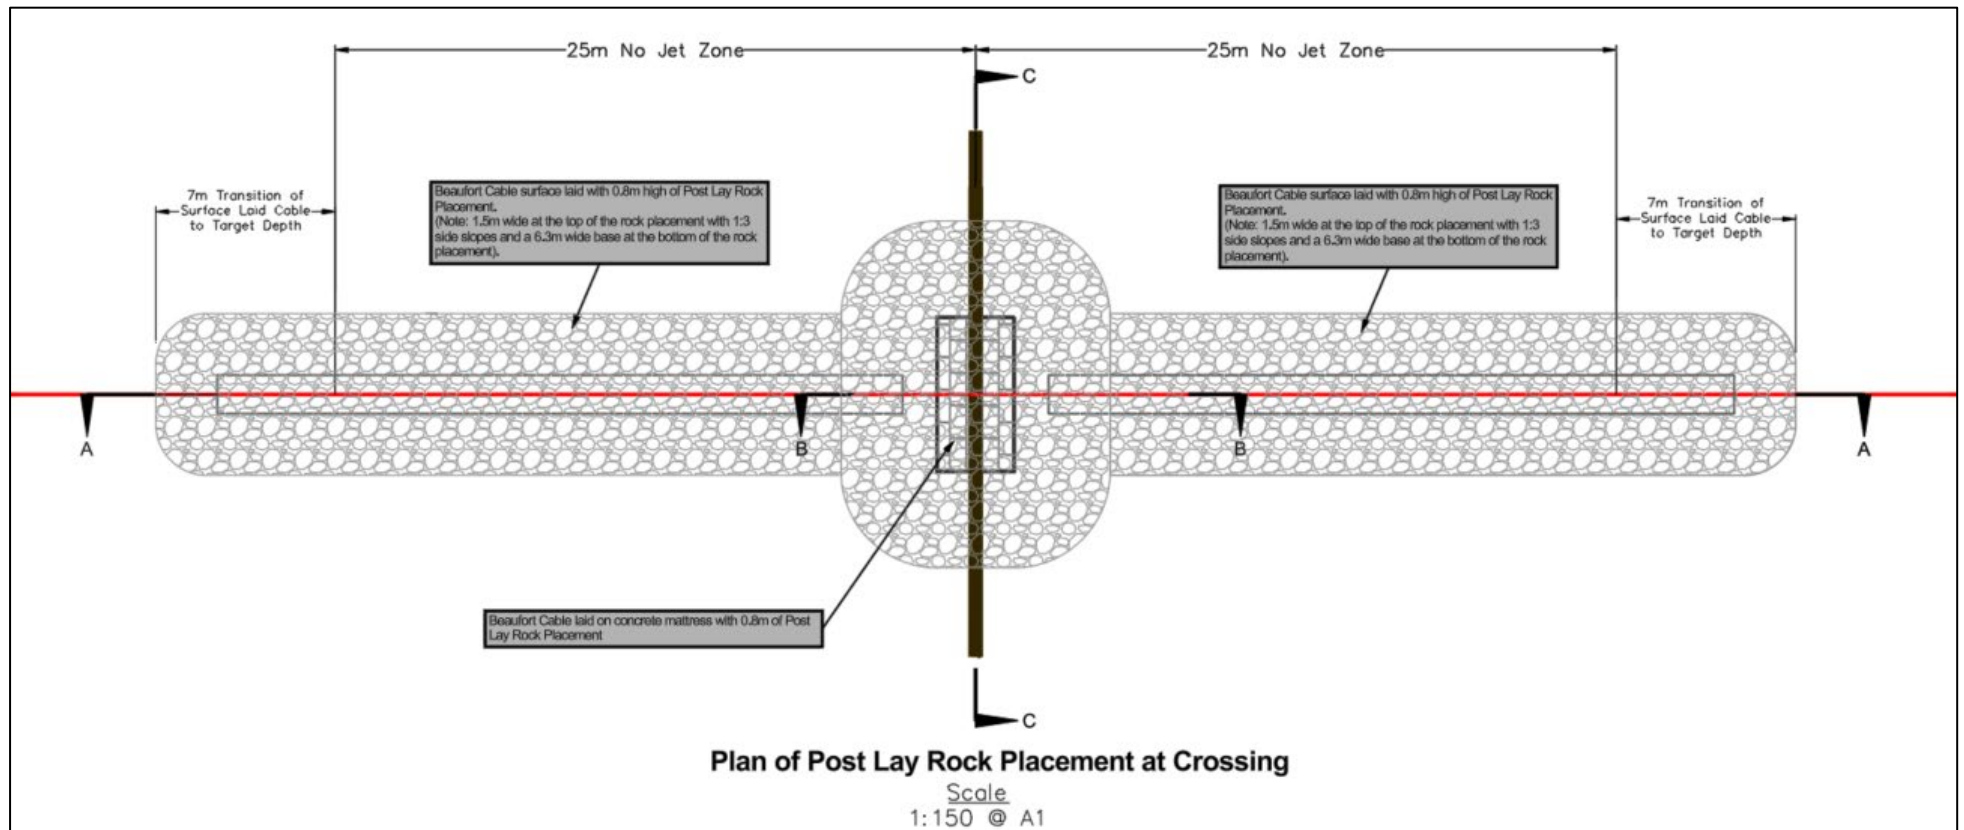 25m No Jet Zone
25m No Jet Zone
C
7m Transition of
Surface Laid Cable
to Target Depth
Beaufort Cable surface laid with 0.8m high of Post Lay Rock
Placement.
(Note: 1.5m wide at the top of the rock placement with 1:3
side slopes and a 6.3m wide base at the bottom of the rock
placement).
Beaufort Cable surface laid with 0.8m high of Post Lay Rock
Placement.
(Note: 1.5m wide at the top of the rock placement with 1:3
side slopes and a 6.3m wide base at the bottom of the rock
placement).
7m Transition of
Surface Laid Cable
to Target Depth
A
B
B
A
Beaufort Cable laid on concrete mattress with 0.8m of Post
Lay Rock Placement
C
Plan of Post Lay Rock Placement at Crossing
Scale
1:150 @ A1